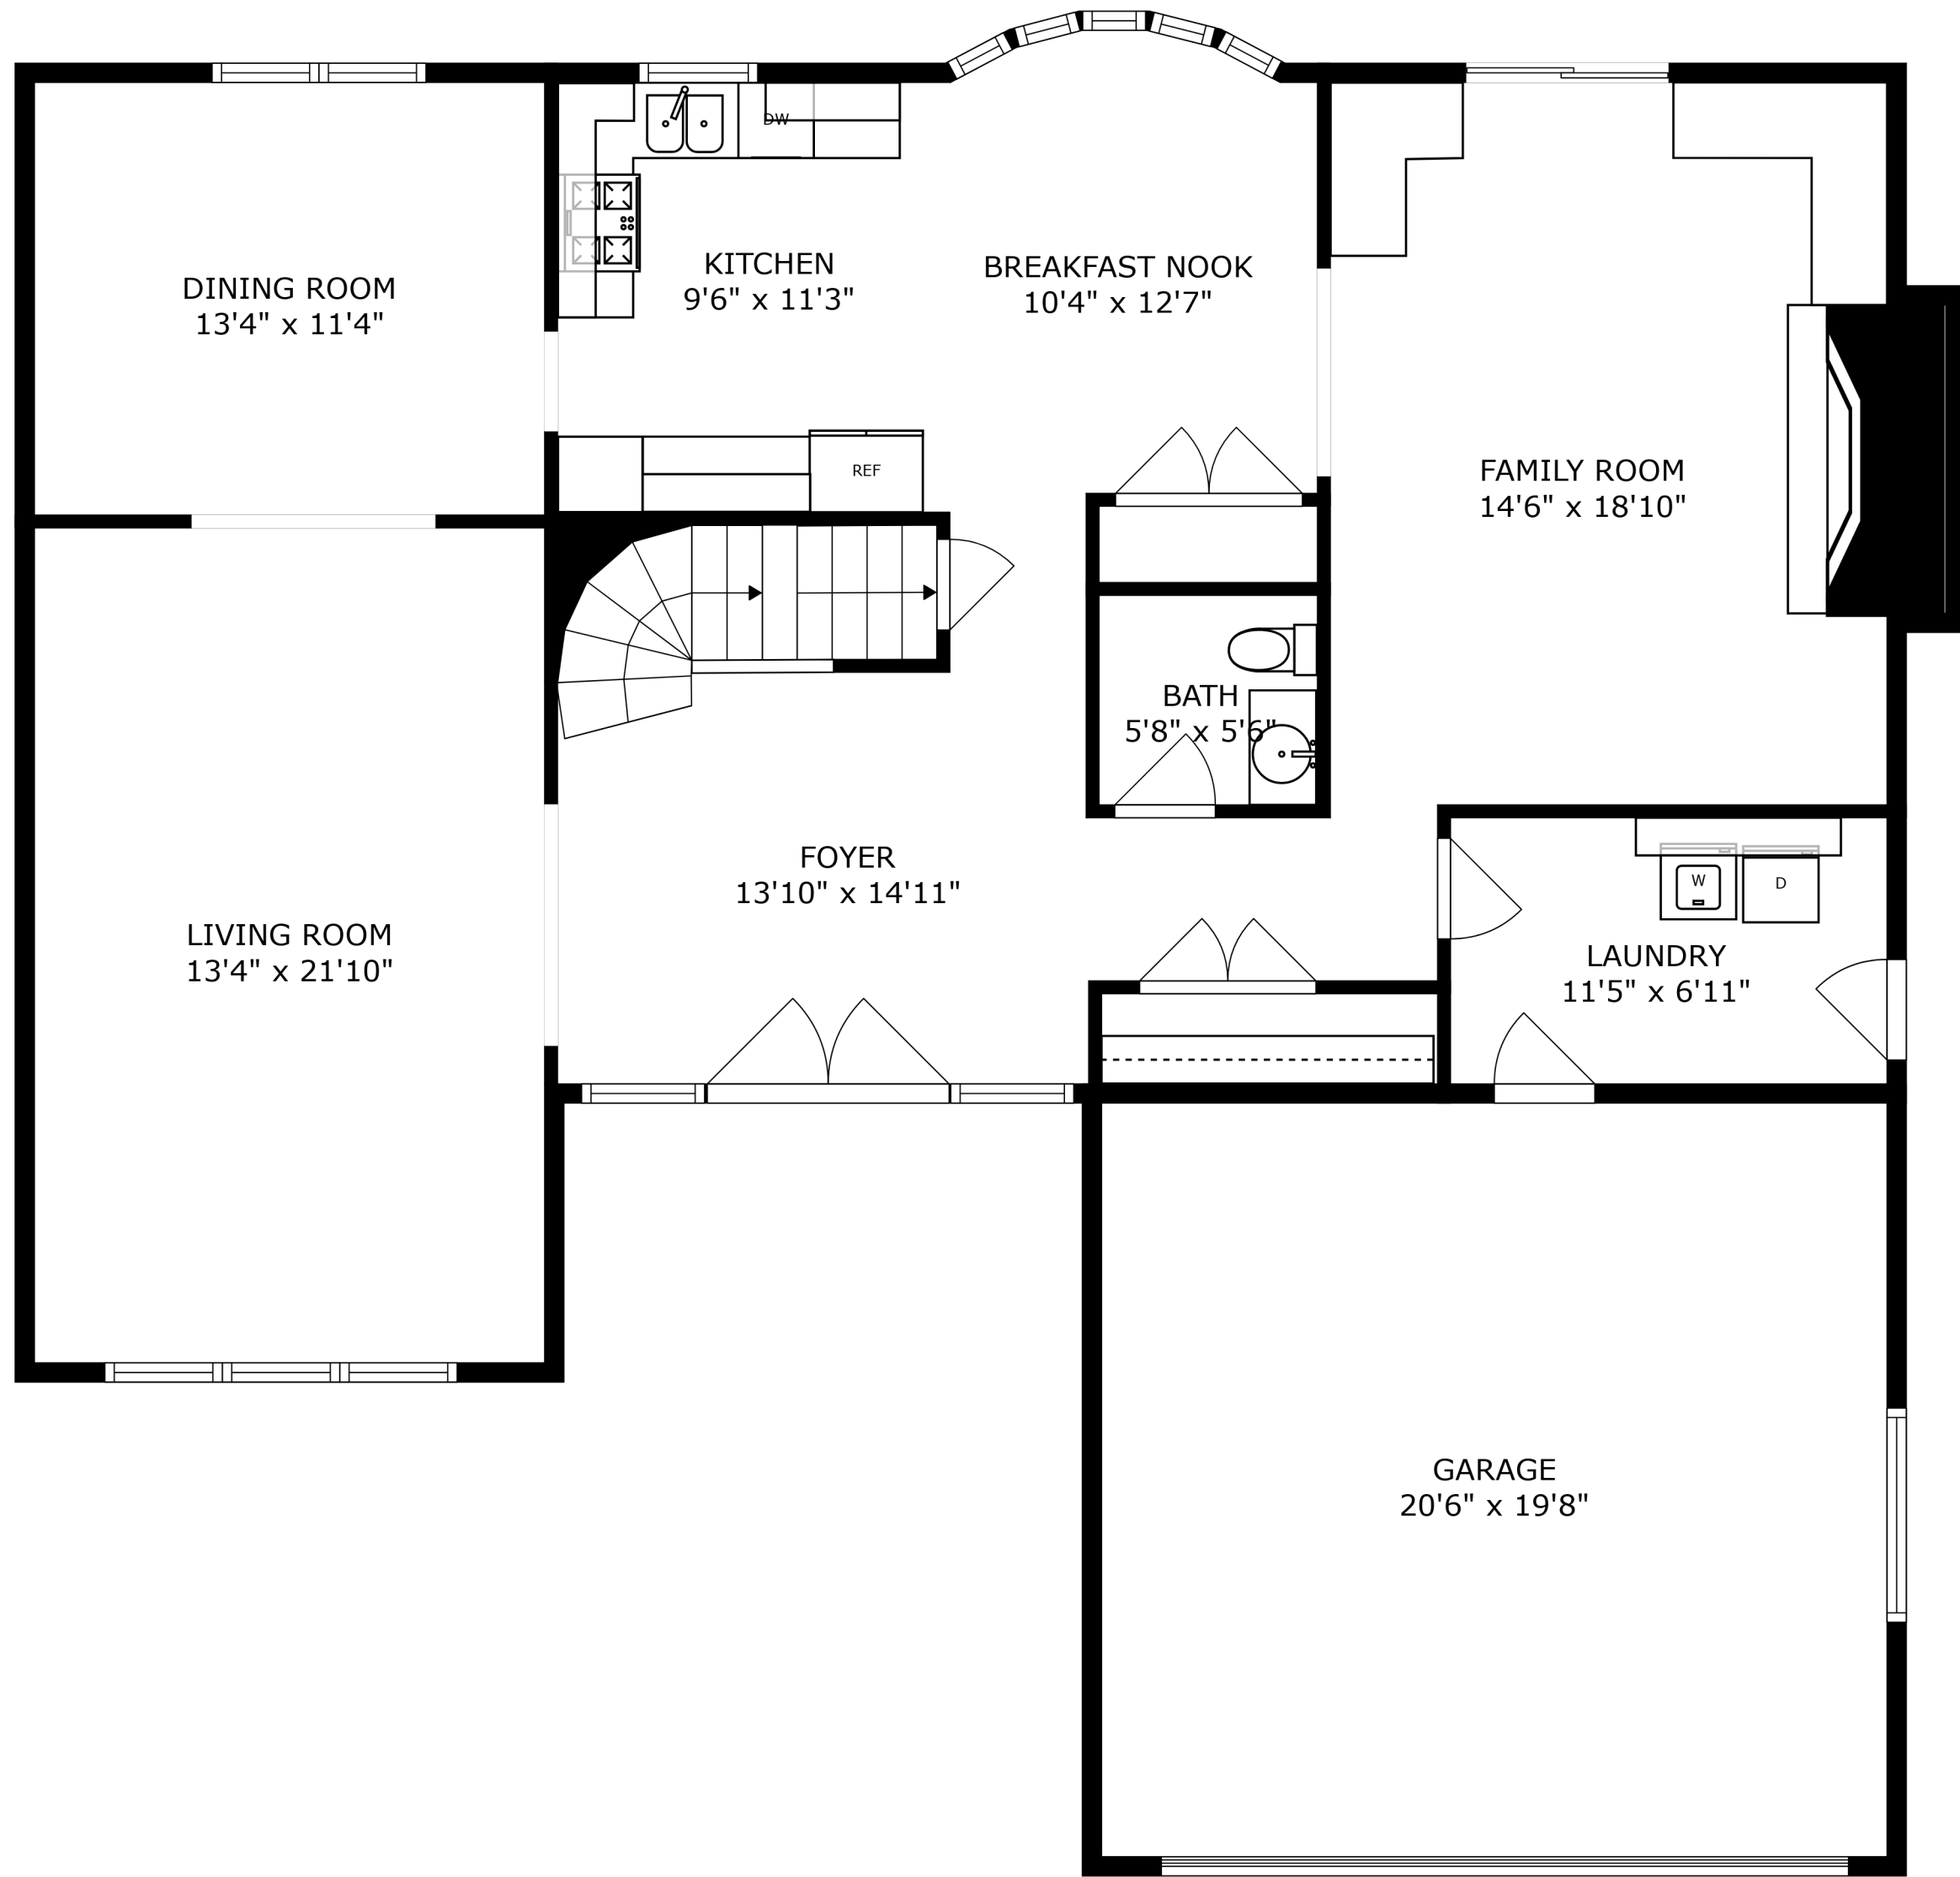 DW
KITCHEN
9'6" x 11'3"
BREAKFAST NOOK
10'4" x 12'7"
DINING ROOM
13'4" x 11'4"
REF
FAMILY ROOM
14'6" x 18'10"
BATH
5'8" x 5'6"
FOYER
13'10" x 14'11"
W
D
LIVING ROOM
13'4" x 21'10"
LAUNDRY
11'5" x 6'11"
GARAGE
20'6" x 19'8"